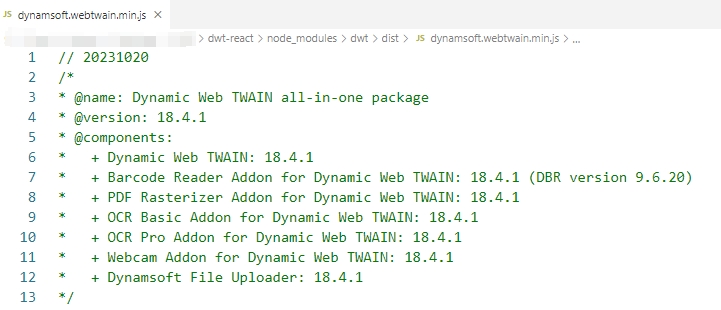 JS dynamsoft.webtwain.min.js ×
> dwt-react > node_modules > dwt > dist > JS dynamsoft.webtwain.min.js > ...
1 // 20231020
2 /*
3 * @name: Dynamic Web TWAIN all-in-one package
4 * @version: 18.4.1
5 * @components:
6 *   + Dynamic Web TWAIN: 18.4.1
7 *   + Barcode Reader Addon for Dynamic Web TWAIN: 18.4.1 (DBR version 9.6.20)
8 *   + PDF Rasterizer Addon for Dynamic Web TWAIN: 18.4.1
9 *   + OCR Basic Addon for Dynamic Web TWAIN: 18.4.1
10 *   + OCR Pro Addon for Dynamic Web TWAIN: 18.4.1
11 *   + Webcam Addon for Dynamic Web TWAIN: 18.4.1
12 *   + Dynamsoft File Uploader: 18.4.1
13 */